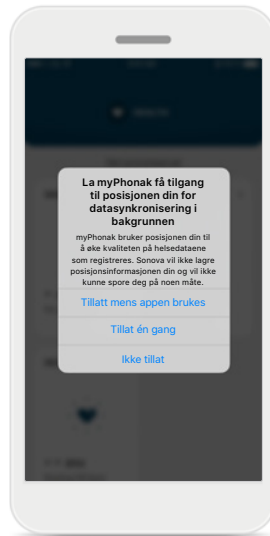 La myPhonak få tilgang
til posisjonen din for
datasynkronisering i
bakgrunnen
myPhonak bruker posisjonen din til
å øke kvaliteten på helsedataene
som registreres. Sonova vil ikke lagre
posisjonsinformasjonen din og vil ikke
kunne spore deg på noen måte.
Tillatt mens appen brukes
Tillat én gang
Ikke tillat